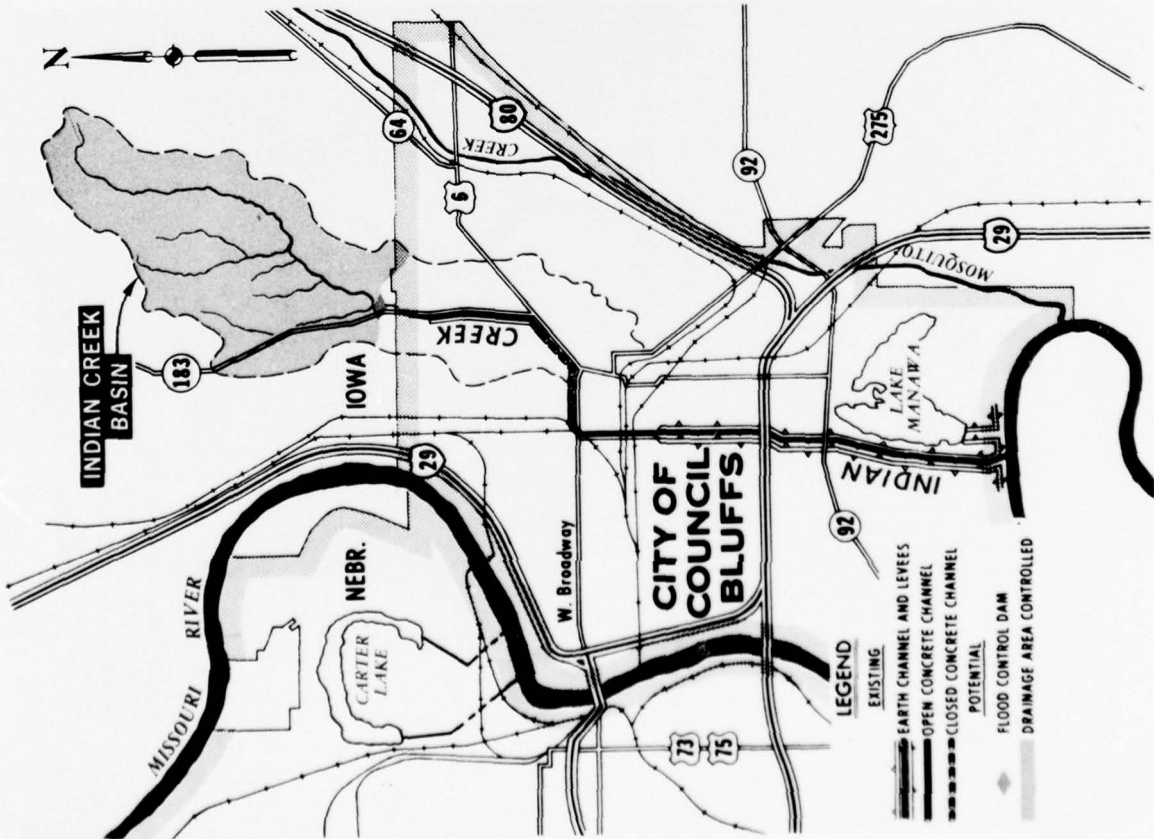 N
INDIAN CREEK
BASIN
183
IOWA
64
CREEK
80
6
CREEK
92
275
29
MOSQUITO
MISSOURI RIVER
29
NEBR.
CARTER
LAKE
W. Broadway
CITY OF
COUNCIL
BLUFFS
LAKE
MANAWA
INDIAN
92
73
75
LEGEND
EXISTING
EARTH CHANNEL AND LEVEES
OPEN CONCRETE CHANNEL
CLOSED CONCRETE CHANNEL
POTENTIAL
FLOOD CONTROL DAM
DRAINAGE AREA CONTROLLED